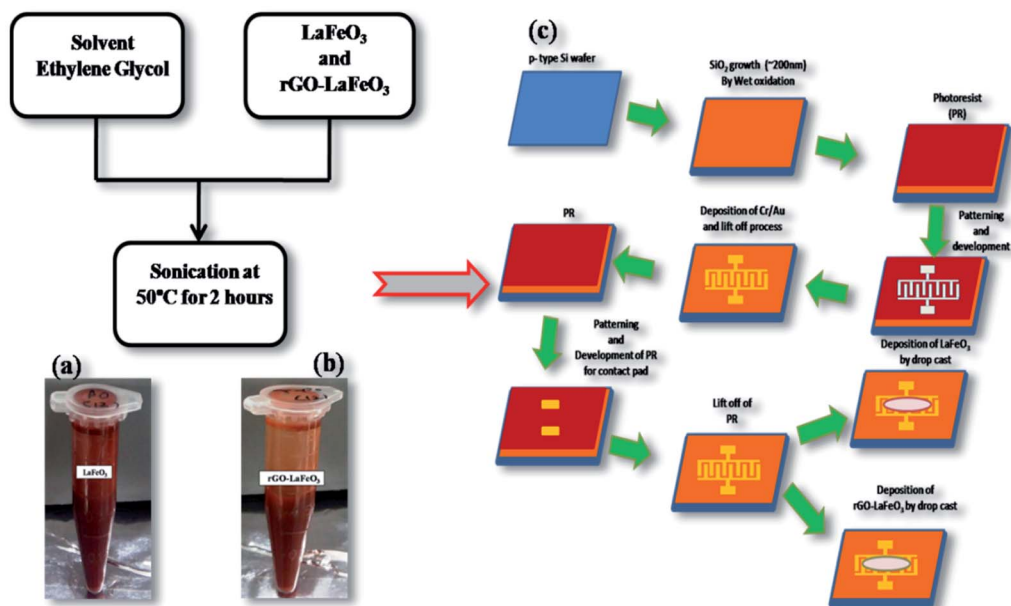 Solvent
Ethylene Glycol
LaFeO₃
and
rGO-LaFeO₃
Sonication at
50°C for 2 hours
(a)
LaFeO₃
(b)
rGO-LaFeO₃
(c)
p- type Si wafer
SiO₂ growth (~200nm)
By Wet oxidation
Photoresist
(PR)
Patterning
and
development
Deposition of Cr/Au
and lift off process
PR
Patterning
and
Development of PR
for contact pad
Lift off of
PR
Deposition of LaFeO₃
by drop cast
Deposition of
rGO-LaFeO₃ by drop cast